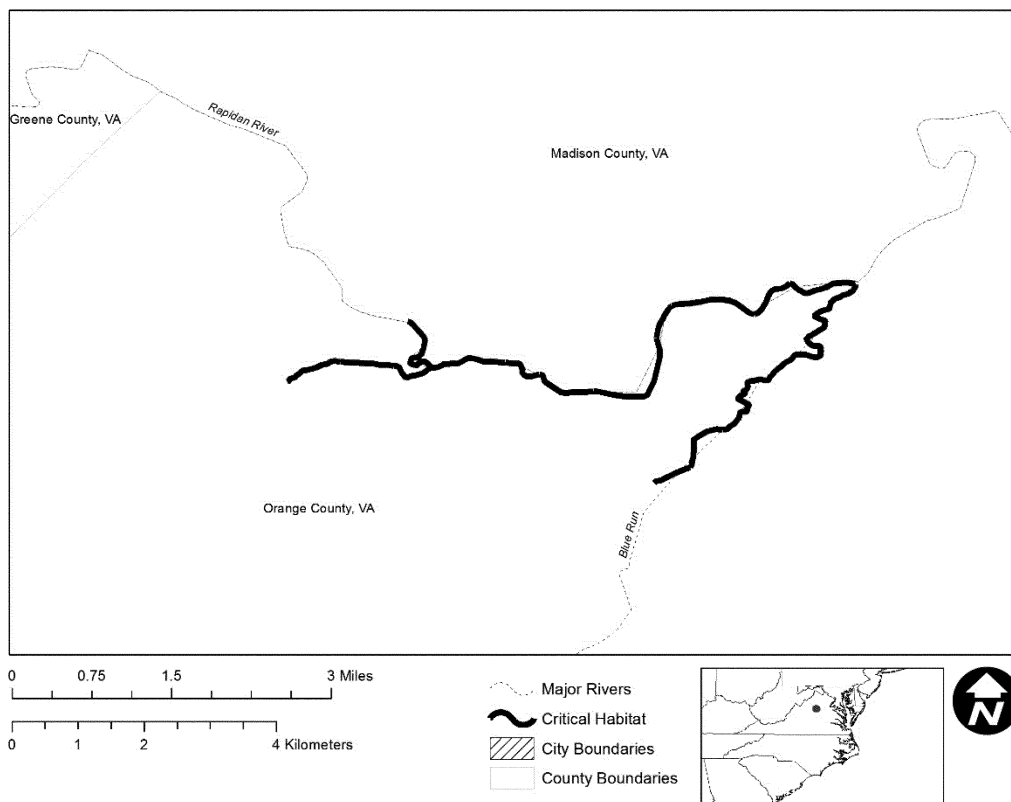 Greene County, VA
Rapidan River
Madison County, VA
Orange County, VA
Blue Run
0 0.75 1.5 3 Miles
0 1 2 4 Kilometers
Major Rivers
Critical Habitat
City Boundaries
County Boundaries
N